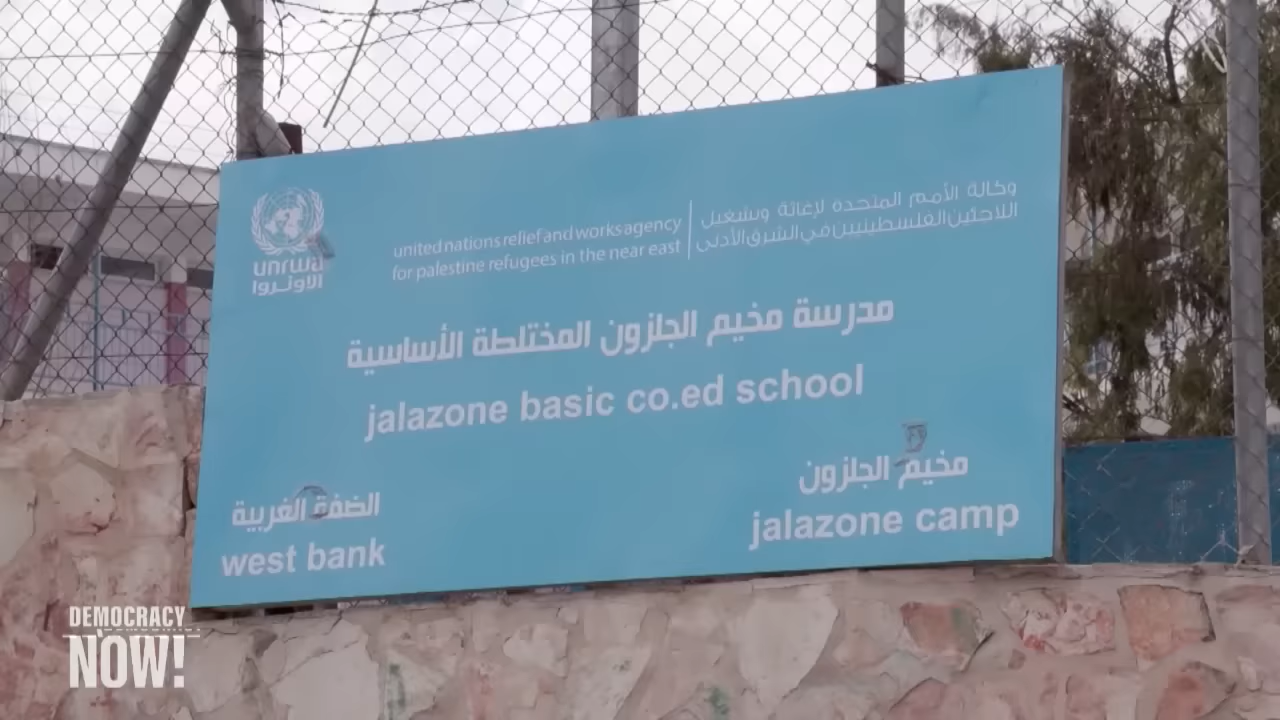 unrwa
الاونروا
united nations relief and works agency
for palestine refugees in the near east
وكالة الأمم المتحدة لإغاثة وتشغيل
اللاجئين الفلسطينيين في الشرق الأدنى
مدرسة مخيم الجلزون المختلطة الأساسية
jalazone basic co.ed school
الضفة الغربية
west bank
مخيم الجلزون
jalazone camp
DEMOCRACY
NOW!